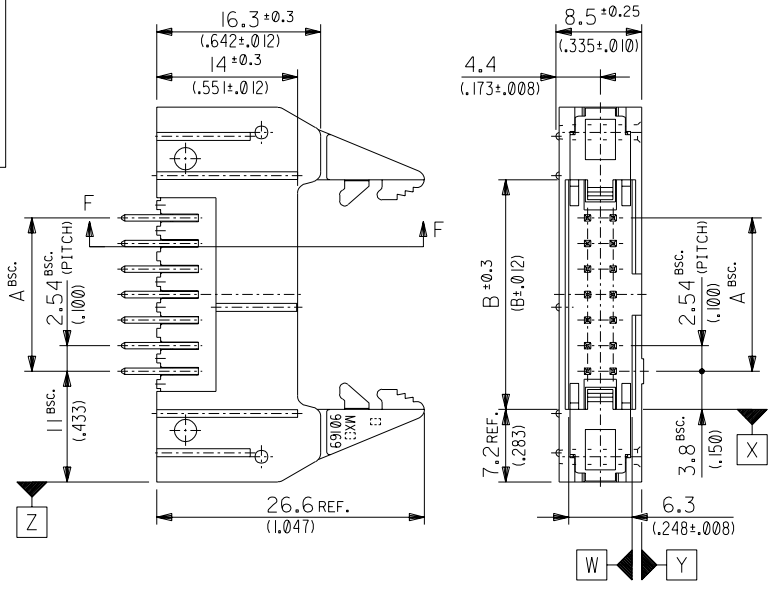 16.3 ±0.3
(.642±.012)
14 ±0.3
(.551±.012)
8.5 ±0.25
(.335±.010)
4.4
(.173±.008)
F
F
A BSC.
2.54 BSC.
(PITCH)
(.100)
11 BSC.
(.433)
Z
MX
69106
26.6 REF.
(1.047)
B ±0.3
(B±.012)
7.2 REF.
(.283)
2.54 BSC.
(PITCH)
(.100)
A BSC.
3.8 BSC.
(.150)
X
6.3
(.248±.008)
W
Y